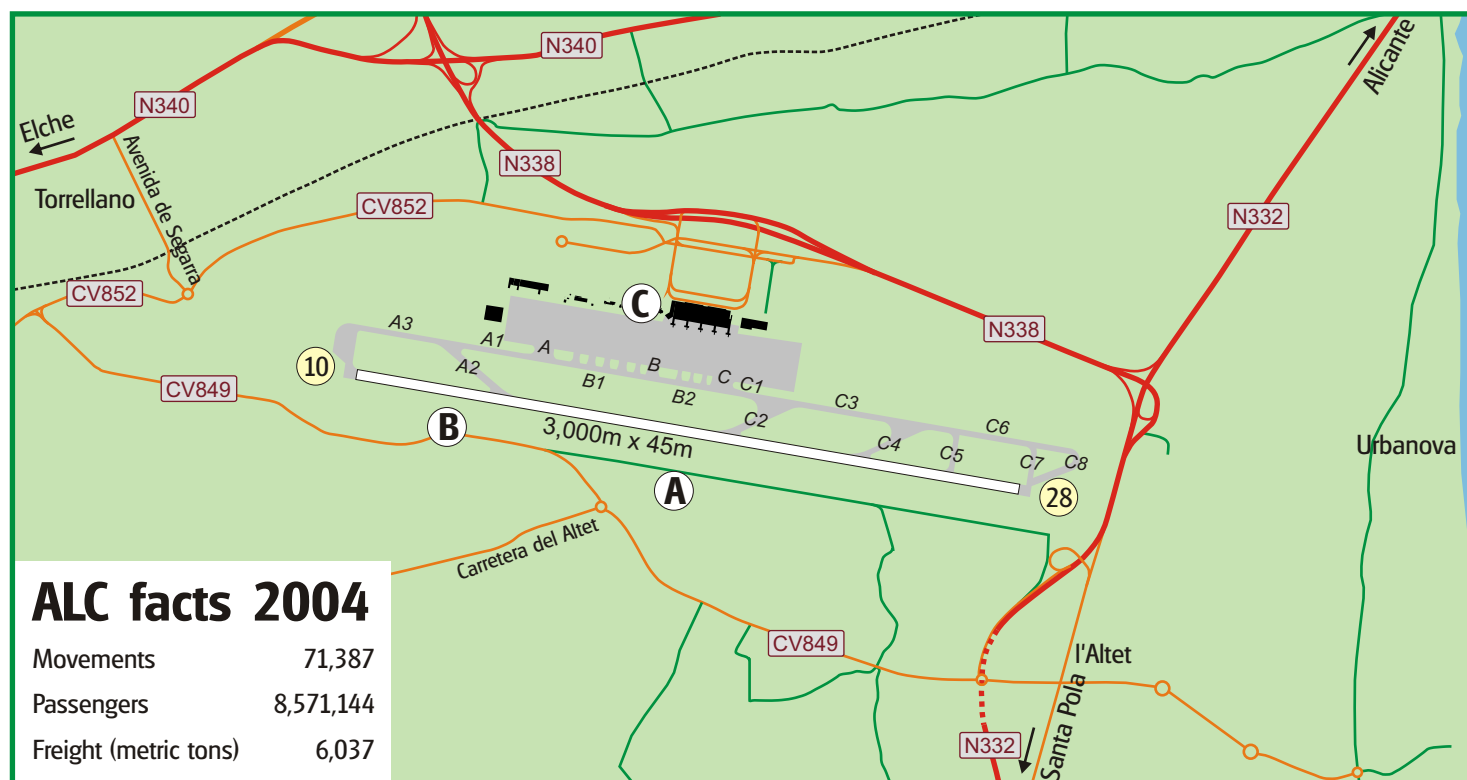 N340
N340
Alicante
Elche
Avenida de Segarra
N338
Torrellano
CV852
N332
CV852
C
N338
A3
A1
A
10
A2
B1
B
B2
C
C1
CV849
C3
B
3,000m x 45m
C2
C6
C4
C5
C7
C8
Urbanova
A
28
Carretera del Altet
ALC facts 2004
Movements 71,387
Passengers 8,571,144
Freight (metric tons) 6,037
CV849
l'Altet
Santa Pola
N332